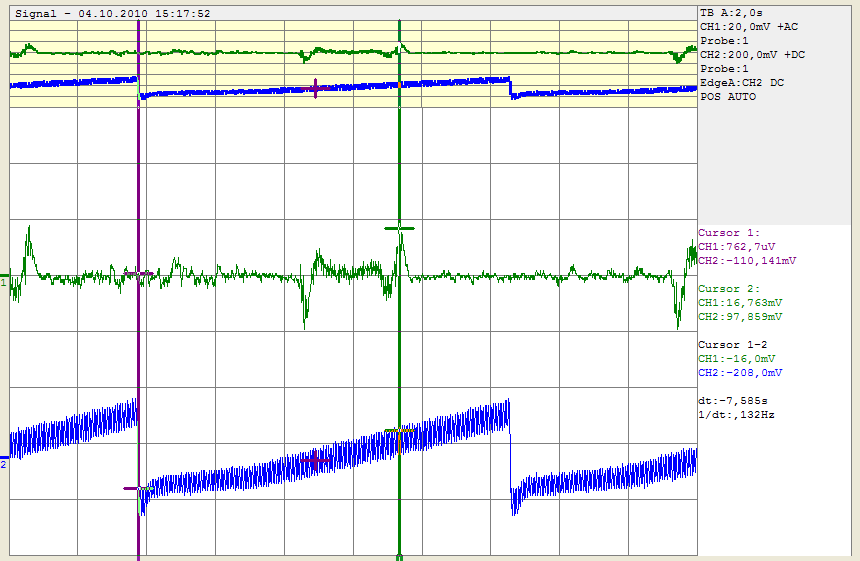 Signal - 04.10.2010 15:17:52
TB A:2,0s
CH1:20,0mV +AC
Probe:1
CH2:200,0mV +DC
Probe:1
EdgeA:CH2 DC
POS AUTO
Cursor 1:
CH1:762,7uV
CH2:-110,141mV
Cursor 2:
CH1:16,763mV
CH2:97,859mV
Cursor 1-2
CH1:-16,0mV
CH2:-208,0mV
dt:-7,585s
1/dt:,132Hz
1
2